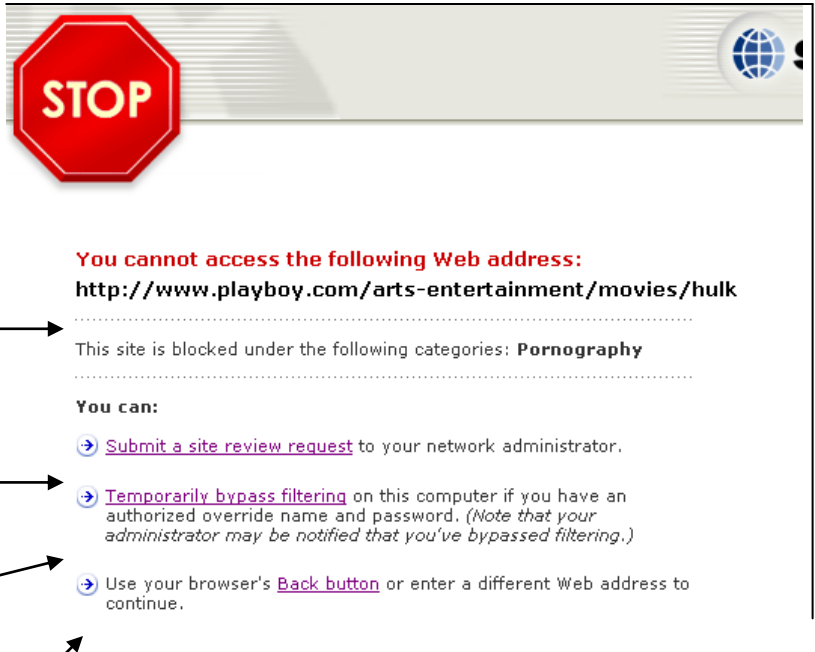 STOP
You cannot access the following Web address:
http://www.playboy.com/arts-entertainment/movies/hulk
This site is blocked under the following categories: Pornography
You can:
Submit a site review request to your network administrator.
Temporarily bypass filtering on this computer if you have an
authorized override name and password. (Note that your
administrator may be notified that you've bypassed filtering.)
Use your browser's Back button or enter a different Web address to
continue.